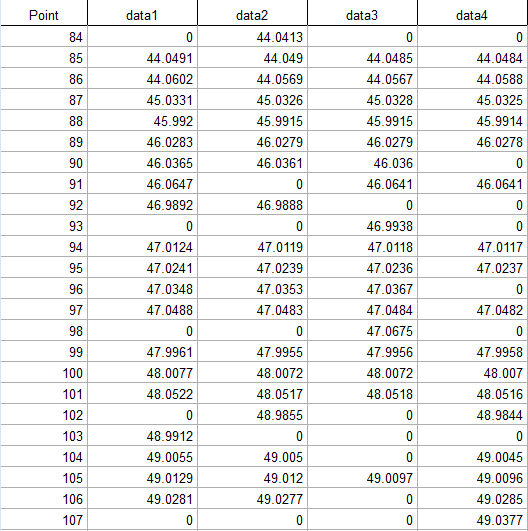 Point data1 data2 data3 data4
84 0 44.0413 0 0
85 44.0491 44.049 44.0485 44.0484
86 44.0602 44.0569 44.0567 44.0588
87 45.0331 45.0326 45.0328 45.0325
88 45.992 45.9915 45.9915 45.9914
89 46.0283 46.0279 46.0279 46.0278
90 46.0365 46.0361 46.036 0
91 46.0647 0 46.0641 46.0641
92 46.9892 46.9888 0 0
93 0 0 46.9938 0
94 47.0124 47.0119 47.0118 47.0117
95 47.0241 47.0239 47.0236 47.0237
96 47.0348 47.0353 47.0367 0
97 47.0488 47.0483 47.0484 47.0482
98 0 0 47.0675 0
99 47.9961 47.9955 47.9956 47.9958
100 48.0077 48.0072 48.0072 48.007
101 48.0522 48.0517 48.0518 48.0516
102 0 48.9855 0 48.9844
103 48.9912 0 0 0
104 49.0055 49.005 0 49.0045
105 49.0129 49.012 49.0097 49.0096
106 49.0281 49.0277 0 49.0285
107 0 0 0 49.0377